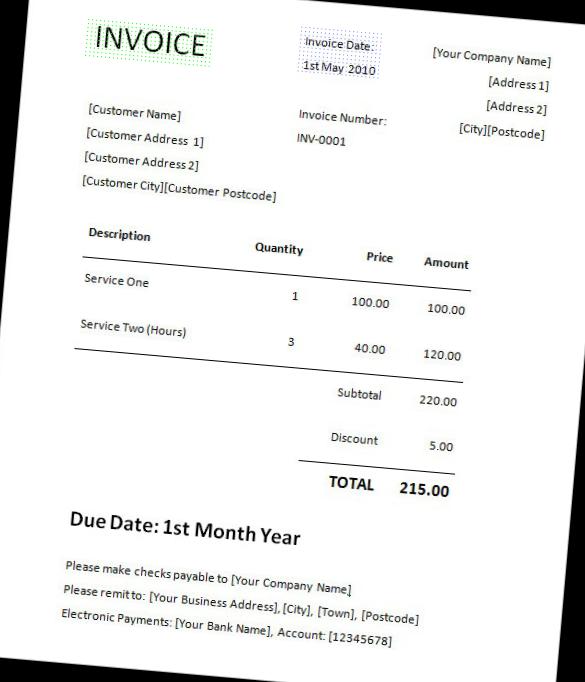 INVOICE
Invoice Date:
1st May 2010
[Your Company Name]
[Address 1]
[Address 2]
[City][Postcode]
Invoice Number:
INV-0001
[Customer Name]
[Customer Address 1]
[Customer Address 2]
[Customer City][Customer Postcode]
Description Quantity Price Amount
Service One 1 100.00 100.00
Service Two (Hours) 3 40.00 120.00
Subtotal 220.00
Discount 5.00
TOTAL 215.00
Due Date: 1st Month Year
Please make checks payable to [Your Company Name]
Please remit to: [Your Business Address], [City], [Town], [Postcode]
Electronic Payments: [Your Bank Name], Account: [12345678]